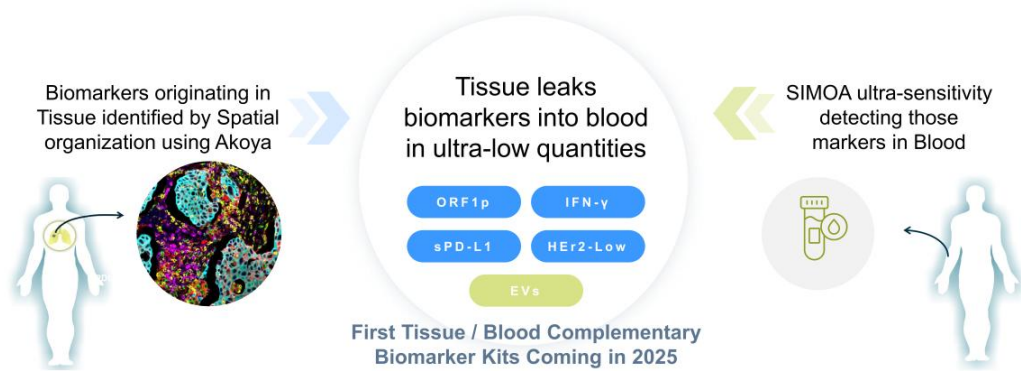 Biomarkers originating in
Tissue identified by Spatial
organization using Akoya
Tissue leaks
biomarkers into blood
in ultra-low quantities
ORF1p
IFN-γ
sPD-L1
HEr2-Low
EVs
First Tissue / Blood Complementary
Biomarker Kits Coming in 2025
SIMOA ultra-sensitivity
detecting those
markers in Blood